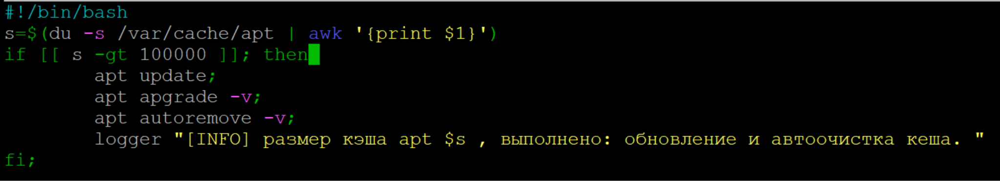 #!/bin/bash
s=$(du -s /var/cache/apt | awk '{print $1}')
if [[ s -gt 100000 ]]; then
apt update;
apt apgrade -v;
apt autoremove -v;
logger "[INFO] размер кэша apt $s , выполнено: обновление и автоочистка кеша. "
fi;